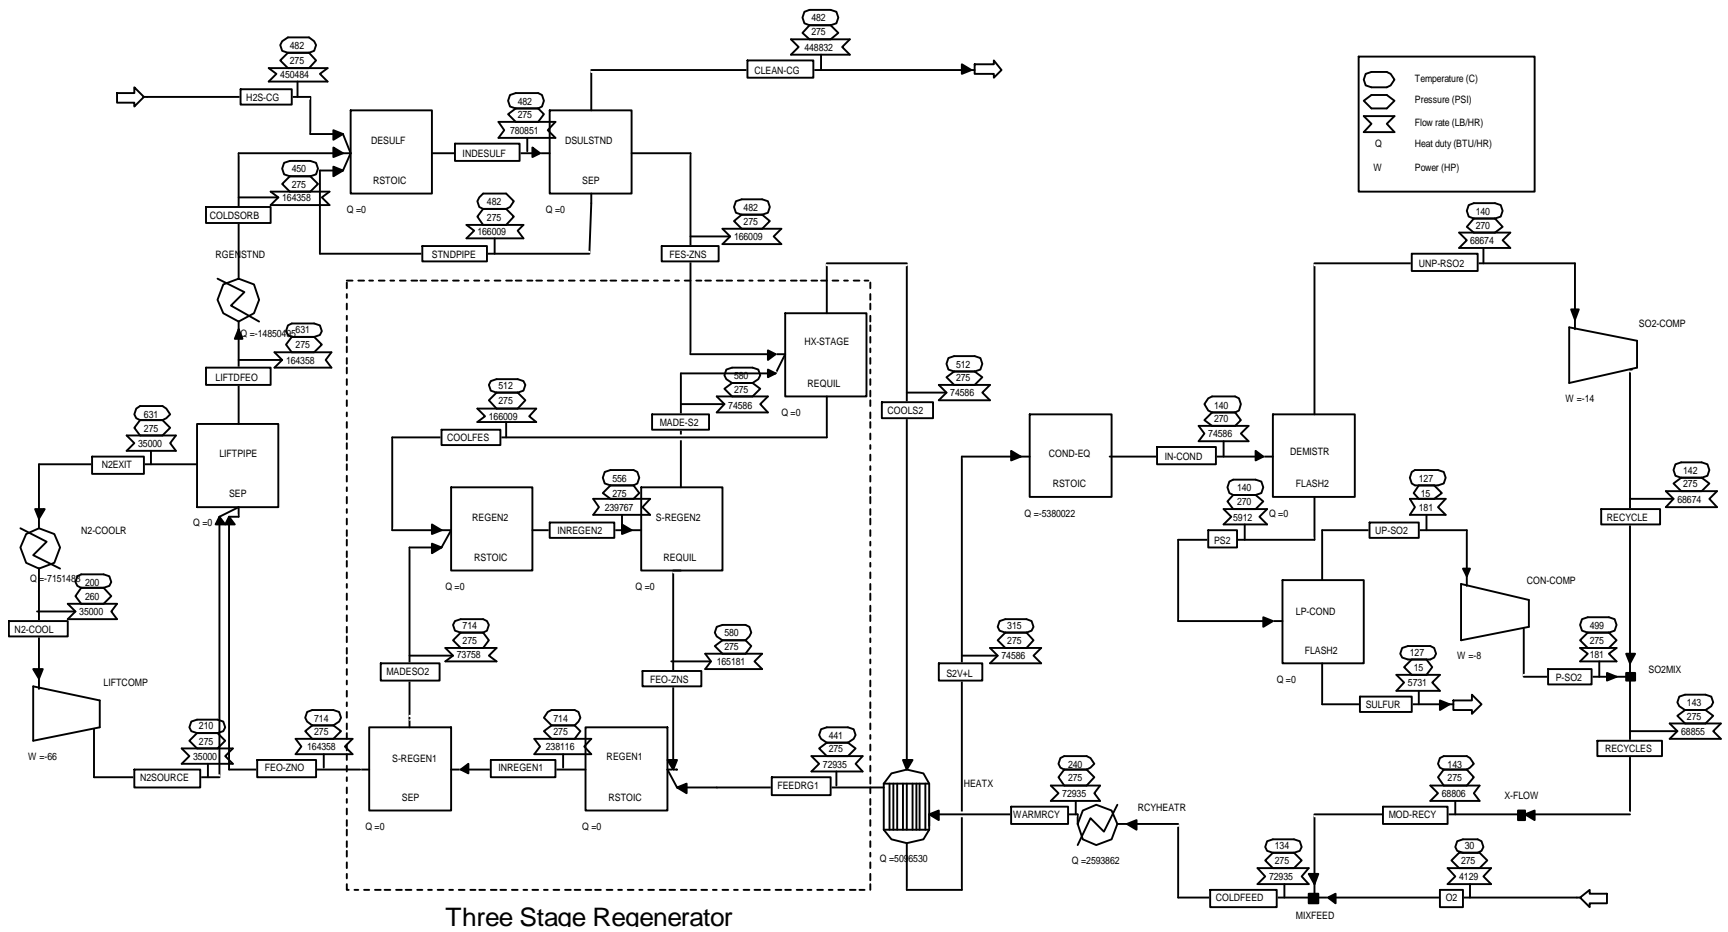 482
275
448832
CLEAN-CG
482
275
450484
H2S-CG
Temperature (C)
Pressure (PSI)
Flow rate (LB/HR)
Q Heat duty (BTU/HR)
W Power (HP)
DESULF
RSTOIC
Q =0
482
275
780851
INDESULF
DSULSTND
SEP
Q =0
450
275
164358
COLDSORB
482
275
166009
STNDPIPE
482
275
166009
FES-ZNS
140
270
68674
UNP-RSO2
RGENSTND
Q =-14850495
631
275
164358
LIFTDFEO
HX-STAGE
REQUIL
Q =0
SO2-COMP
W =-14
512
275
166009
COOLFES
580
275
74586
MADE-S2
512
275
74586
COOLS2
631
275
35000
N2EXIT
LIFTPIPE
SEP
Q =0
COND-EQ
RSTOIC
Q =-5380022
140
270
74586
IN-COND
DEMISTR
FLASH2
Q =0
142
275
68674
RECYCLE
REGEN2
RSTOIC
Q =0
556
275
239767
INREGEN2
S-REGEN2
REQUIL
Q =0
140
270
5912
PS2
127
15
181
UP-SO2
N2-COOLR
200
260
35000
N2-COOL
LP-COND
FLASH2
Q =0
CON-COMP
W =-8
714
275
73758
MADESO2
580
275
165181
FEO-ZNS
315
275
74586
S2V+L
499
275
181
P-SO2
SO2MIX
127
15
5731
SULFUR
LIFTCOMP
W =-66
210
275
35000
N2SOURCE
714
275
164358
FEO-ZNO
S-REGEN1
SEP
Q =0
714
275
238116
INREGEN1
REGEN1
RSTOIC
Q =0
441
275
72935
FEEDRG1
HEATX
Q =5096530
240
275
72935
WARMRCY
RCYHEATR
Q =2593862
143
275
68855
RECYCLES
143
275
68806
MOD-RECY
X-FLOW
134
275
72935
COLDFEED
MIXFEED
30
275
4129
O2
Three Stage Regenerator